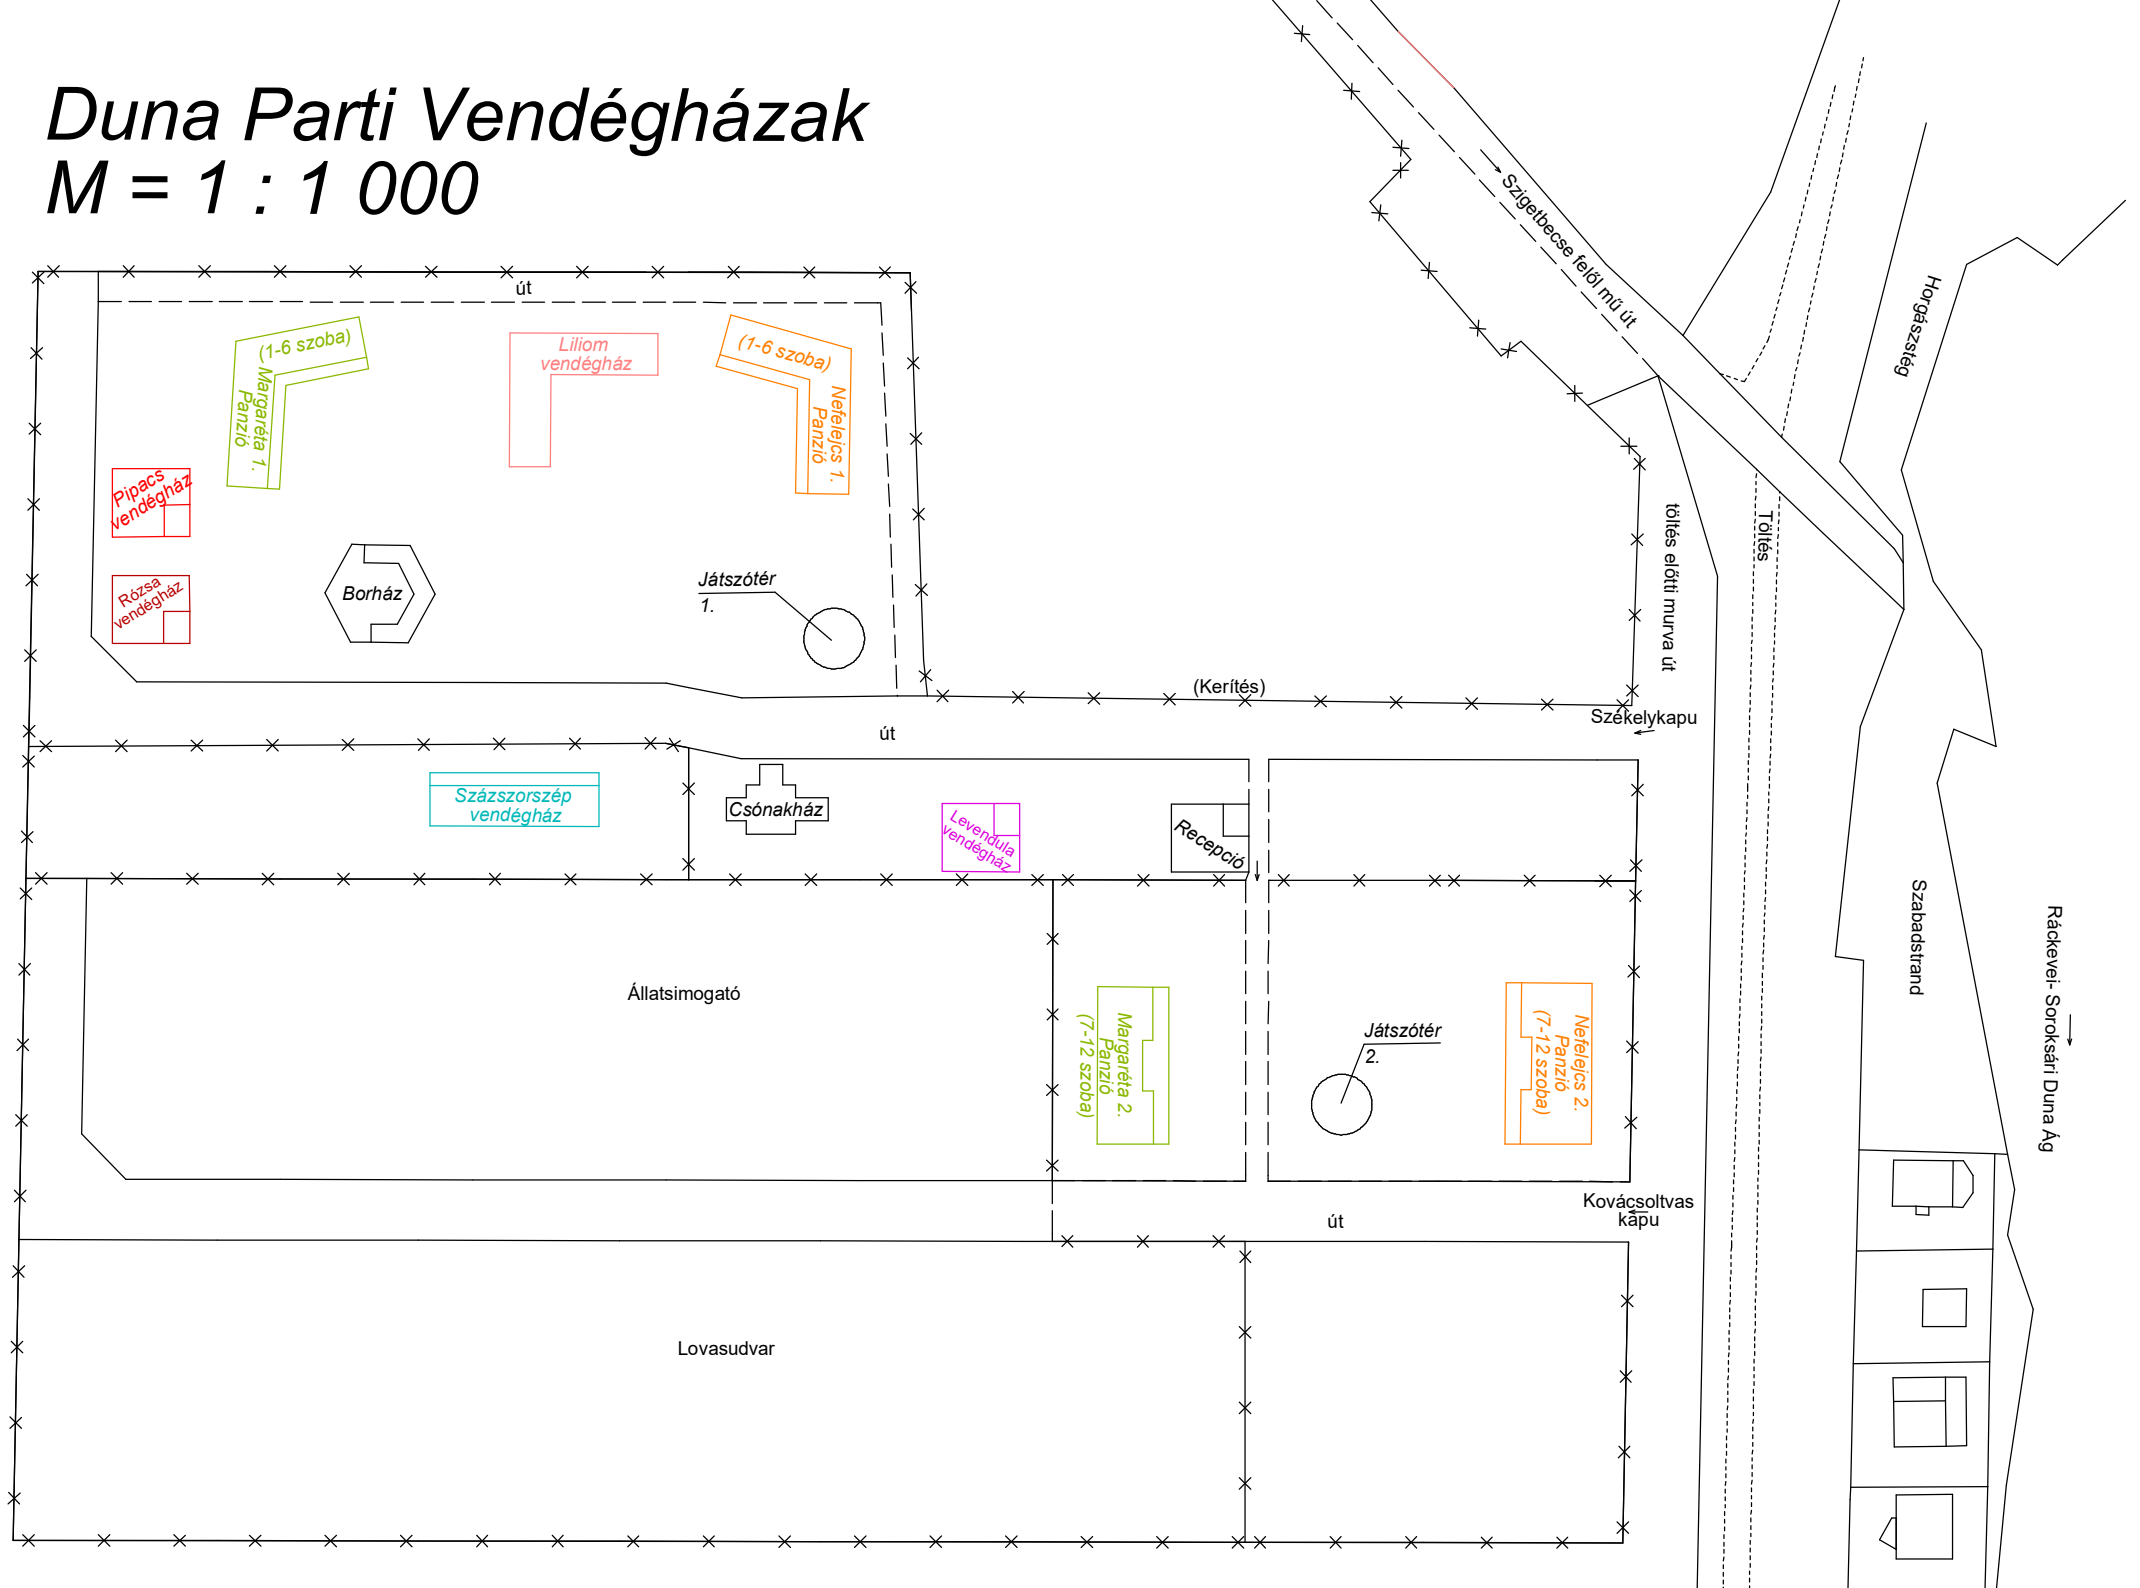 Duna Parti Vendégházak
M = 1 : 1 000
Szigetbecse felől mű út
Horgászstég
út
(1-6 szoba)
Margaréta 1.
Panzió
Liliom
vendégház
(1-6 szoba)
Nefelejcs 1.
Panzió
Pipacs
vendégház
Rózsa
vendégház
Borház
Játszótér
1.
töltés előtti murva út
Töltés
(Kerítés)
Székelykapu
út
Százszorszép
vendégház
Csónakház
Levendula
vendégház
Recepció
Szabadstrand
Ráckevei- Soroksári Duna Ág
Állatsimogató
Margaréta 2.
Panzió
(7-12 szoba)
Játszótér
2.
Nefelejcs 2.
Panzió
(7-12 szoba)
Kovácsoltvas
kapu
út
Lovasudvar